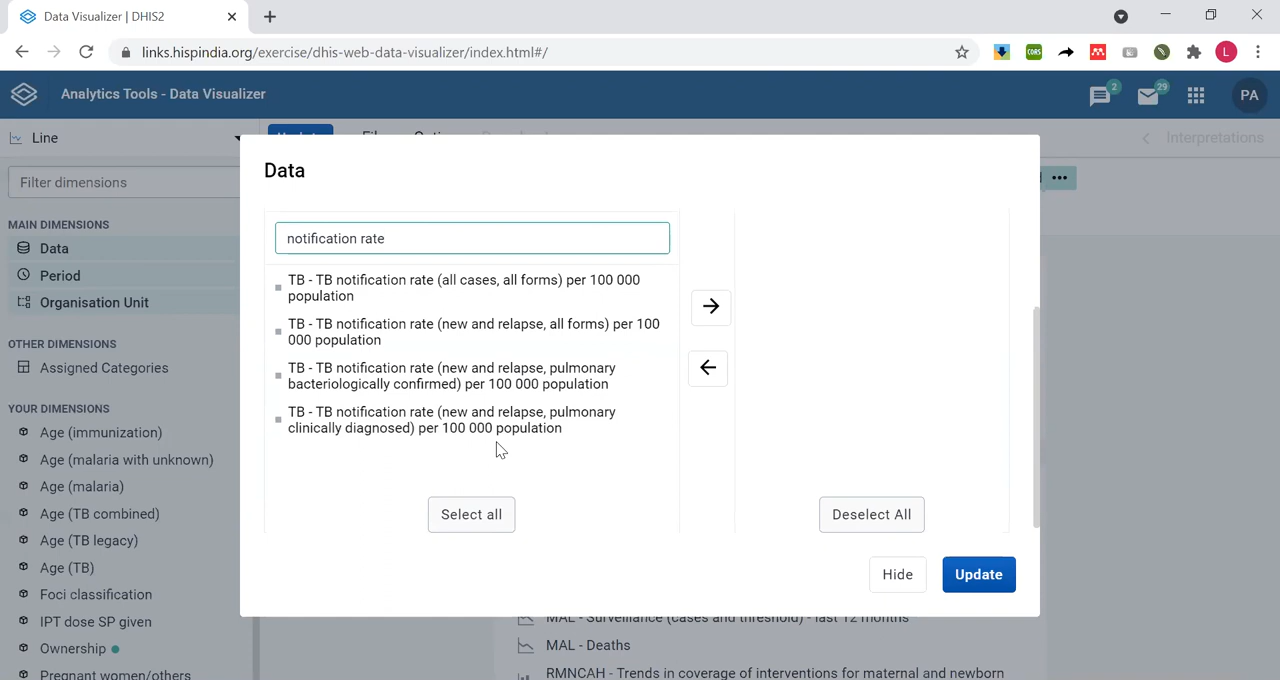 Data Visualizer | DHIS2
links.hispindia.org/exercise/dhis-web-data-visualizer/index.html#/
CORS
L
Analytics Tools - Data Visualizer
2
29
PA
Line
Interpretations
Filter dimensions
MAIN DIMENSIONS
Data
Period
Organisation Unit
OTHER DIMENSIONS
Assigned Categories
YOUR DIMENSIONS
Age (immunization)
Age (malaria with unknown)
Age (malaria)
Age (TB combined)
Age (TB legacy)
Age (TB)
Foci classification
IPT dose SP given
Ownership
Pregnant women/others
Data
notification rate
TB - TB notification rate (all cases, all forms) per 100 000
population
TB - TB notification rate (new and relapse, all forms) per 100
000 population
TB - TB notification rate (new and relapse, pulmonary
bacteriologically confirmed) per 100 000 population
TB - TB notification rate (new and relapse, pulmonary
clinically diagnosed) per 100 000 population
Select all
Deselect All
Hide
Update
MAL - Surveillance (cases and threshold) - last 12 months
MAL - Deaths
RMNCAH - Trends in coverage of interventions for maternal and newborn